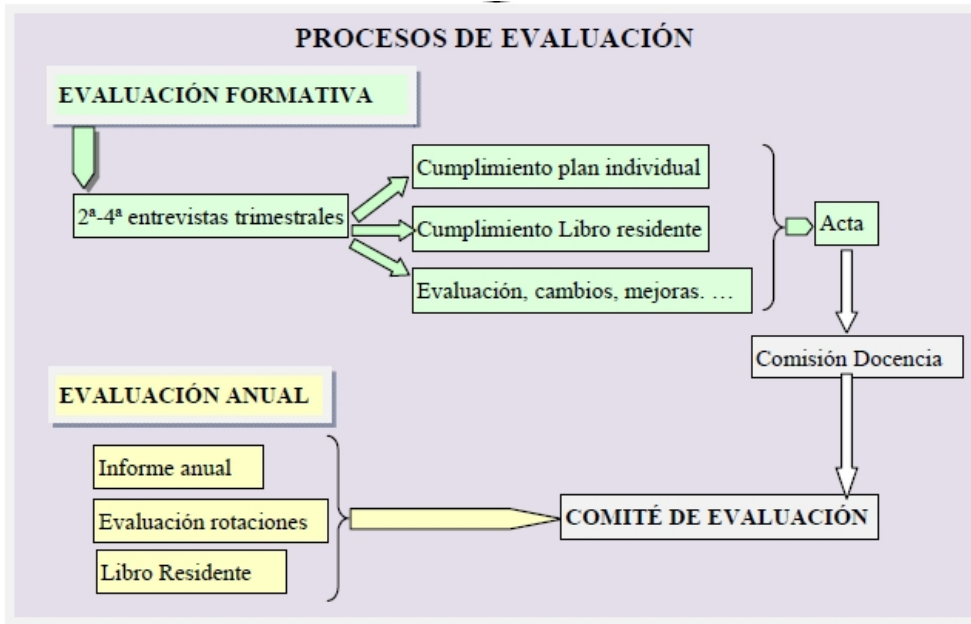 PROCESOS DE EVALUACIÓN
EVALUACIÓN FORMATIVA
2ª-4ª entrevistas trimestrales
Cumplimiento plan individual
Cumplimiento Libro residente
Evaluación, cambios, mejoras. …
Acta
Comisión Docencia
EVALUACIÓN ANUAL
Informe anual
Evaluación rotaciones
Libro Residente
COMITÉ DE EVALUACIÓN